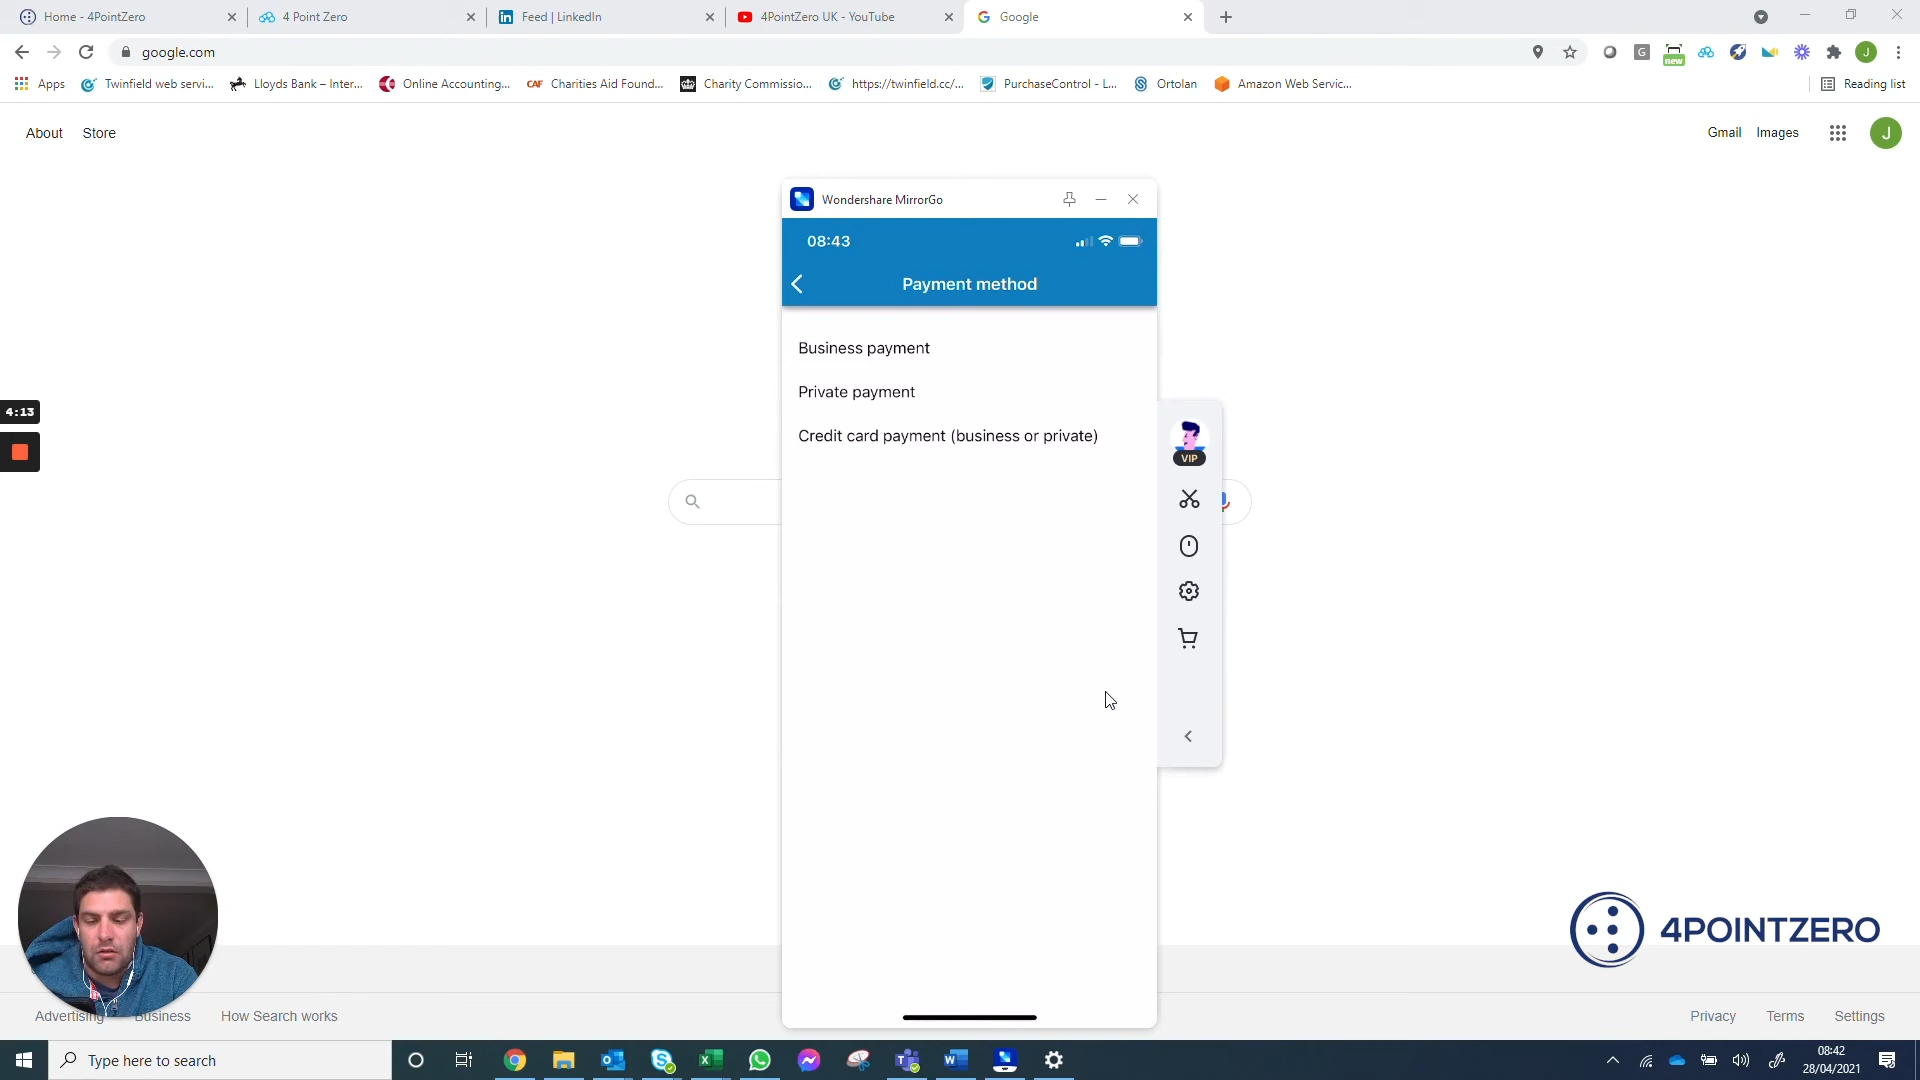 Home - 4PointZero
4 Point Zero
Feed | LinkedIn
4PointZero UK - YouTube
Google
google.com
G
new
J
Apps
Twinfield web servi...
Lloyds Bank – Inter...
Online Accounting...
CAF
Charities Aid Found...
Charity Commissio...
https://twinfield.cc/...
PurchaseControl - L...
Ortolan
Amazon Web Servic...
Reading list
About
Store
Gmail
Images
J
Wondershare MirrorGo
08:43
Payment method
Business payment
Private payment
Credit card payment (business or private)
4:13
VIP
4POINTZERO
Advertising
Business
How Search works
Privacy
Terms
Settings
Type here to search
08:42
28/04/2021